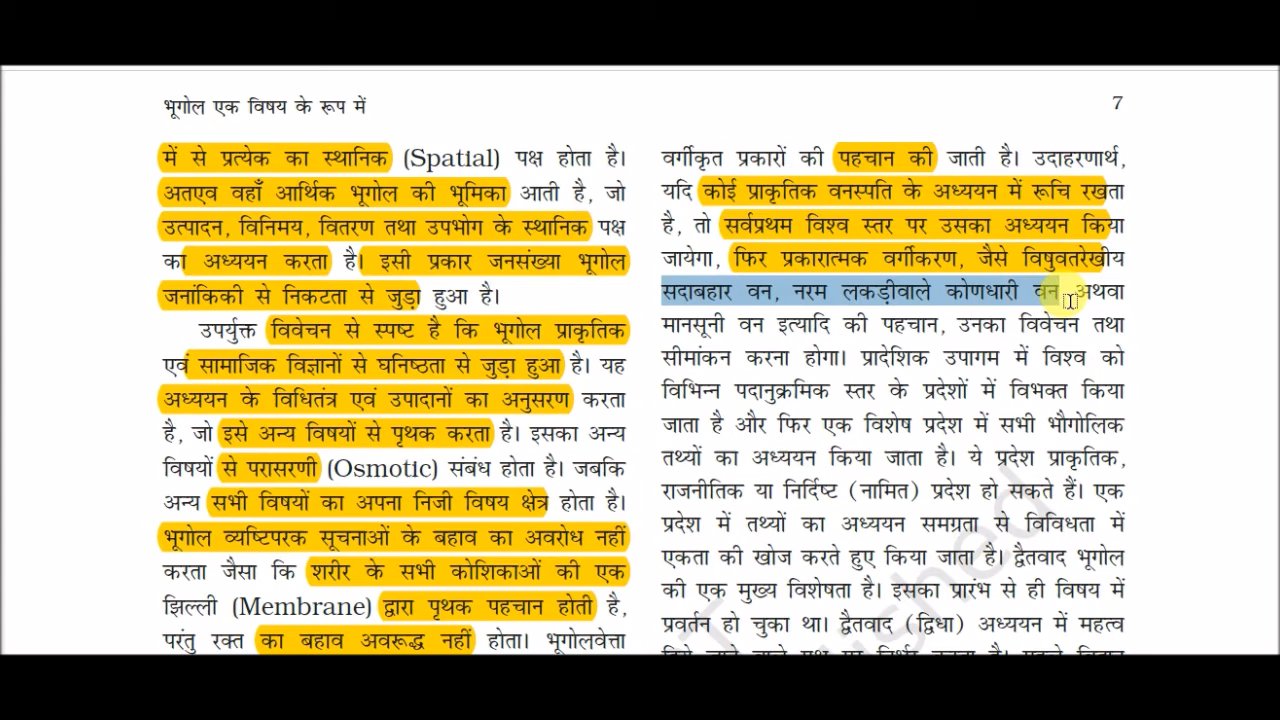 भूगोल एक विषय के रूप में
7
में से प्रत्येक का स्थानिक (Spatial) पक्ष होता है।
अतएव वहाँ आर्थिक भूगोल की भूमिका आती है, जो
उत्पादन, विनिमय, वितरण तथा उपभोग के स्थानिक पक्ष
का अध्ययन करता है। इसी प्रकार जनसंख्या भूगोल
जनांकिकी से निकटता से जुड़ा हुआ है।
उपर्युक्त विवेचन से स्पष्ट है कि भूगोल प्राकृतिक
एवं सामाजिक विज्ञानों से घनिष्ठता से जुड़ा हुआ है। यह
अध्ययन के विधितंत्र एवं उपादानों का अनुसरण करता
है, जो इसे अन्य विषयों से पृथक करता है। इसका अन्य
विषयों से परासरणी (Osmotic) संबंध होता है। जबकि
अन्य सभी विषयों का अपना निजी विषय क्षेत्र होता है।
भूगोल व्यष्टिपरक सूचनाओं के बहाव का अवरोध नहीं
करता जैसा कि शरीर के सभी कोशिकाओं की एक
झिल्ली (Membrane) द्वारा पृथक पहचान होती है,
परंतु रक्त का बहाव अवरूद्ध नहीं होता। भूगोलवेत्ता
वर्गीकृत प्रकारों की पहचान की जाती है। उदाहरणार्थ,
यदि कोई प्राकृतिक वनस्पति के अध्ययन में रूचि रखता
है, तो सर्वप्रथम विश्व स्तर पर उसका अध्ययन किया
जायेगा, फिर प्रकारात्मक वर्गीकरण, जैसे विषुवतरेखीय
सदाबहार वन, नरम लकड़ीवाले कोणधारी वन अथवा
मानसूनी वन इत्यादि की पहचान, उनका विवेचन तथा
सीमांकन करना होगा। प्रादेशिक उपागम में विश्व को
विभिन्न पदानुक्रमिक स्तर के प्रदेशों में विभक्त किया
जाता है और फिर एक विशेष प्रदेश में सभी भौगोलिक
तथ्यों का अध्ययन किया जाता है। ये प्रदेश प्राकृतिक,
राजनीतिक या निर्दिष्ट (नामित) प्रदेश हो सकते हैं। एक
प्रदेश में तथ्यों का अध्ययन समग्रता से विविधता में
एकता की खोज करते हुए किया जाता है। द्वैतवाद भूगोल
की एक मुख्य विशेषता है। इसका प्रारंभ से ही विषय में
प्रवर्तन हो चुका था। द्वैतवाद (द्विधा) अध्ययन में महत्व